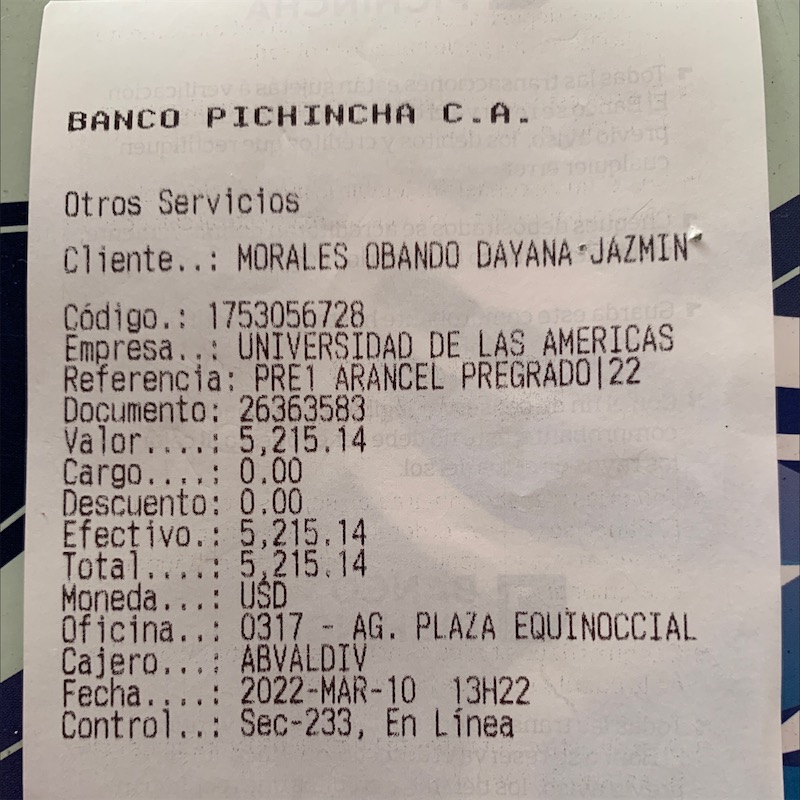 BANCO PICHINCHA C.A.
Otros Servicios
Cliente..: MORALES OBANDO DAYANA JAZMIN
Código.: 1753056728
Empresa..: UNIVERSIDAD DE LAS AMERICAS
Referencia: PRE1 ARANCEL PREGRADO|22
Documento: 26363583
Valor....: 5,215.14
Cargo....: 0.00
Descuento: 0.00
Efectivo.: 5,215.14
Total....: 5,215.14
Moneda...: USD
Oficina..: 0317 - AG. PLAZA EQUINOCCIAL
Cajero...: ABVALDIV
Fecha....: 2022-MAR-10 13H22
Control..: Sec-233, En Línea